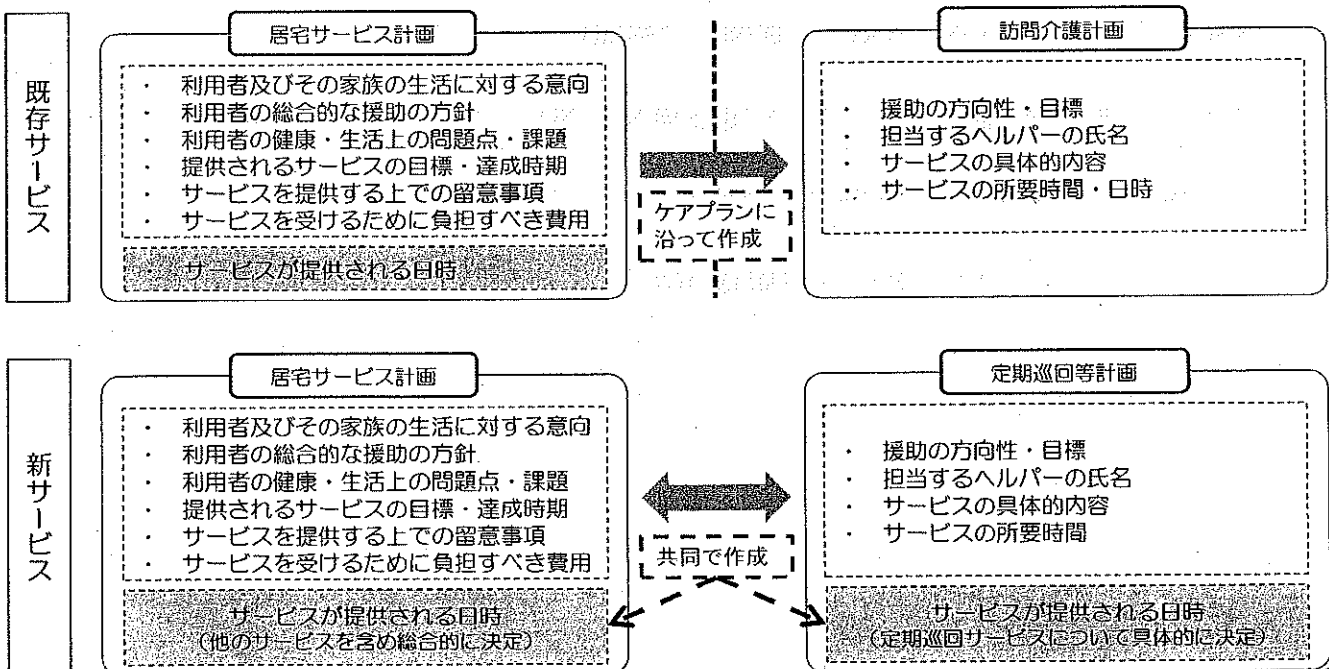 既存サービス
居宅サービス計画
・ 利用者及びその家族の生活に対する意向
・ 利用者の総合的な援助の方針
・ 利用者の健康・生活上の問題点・課題
・ 提供されるサービスの目標・達成時期
・ サービスを提供する上での留意事項
・ サービスを受けるために負担すべき費用
・ サービスが提供される日時
ケアプランに
沿って作成
訪問介護計画
・ 援助の方向性・目標
・ 担当するヘルパーの氏名
・ サービスの具体的内容
・ サービスの所要時間・日時
新サービス
居宅サービス計画
・ 利用者及びその家族の生活に対する意向
・ 利用者の総合的な援助の方針
・ 利用者の健康・生活上の問題点・課題
・ 提供されるサービスの目標・達成時期
・ サービスを提供する上での留意事項
・ サービスを受けるために負担すべき費用
サービスが提供される日時
(他のサービスを含め総合的に決定)
共同で作成
定期巡回等計画
・ 援助の方向性・目標
・ 担当するヘルパーの氏名
・ サービスの具体的内容
・ サービスの所要時間
サービスが提供される日時
(定期巡回サービスについて具体的に決定)